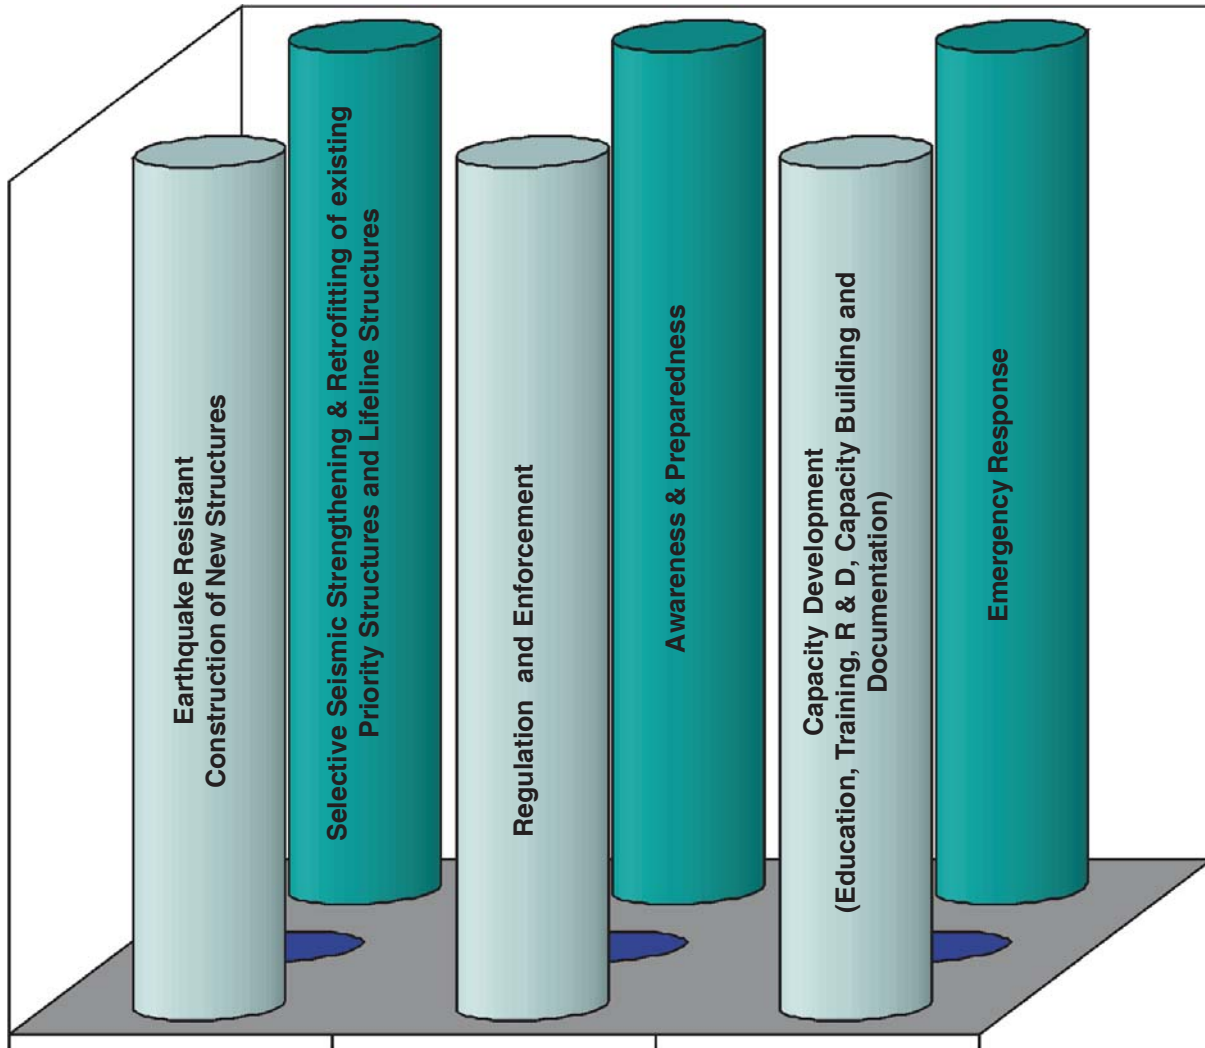 Earthquake Resistant
Construction of New Structures
Selective Seismic Strengthening & Retrofitting of existing
Priority Structures and Lifeline Structures
Regulation and Enforcement
Awareness & Preparedness
Capacity Development
(Education, Training, R & D, Capacity Building and
Documentation)
Emergency Response